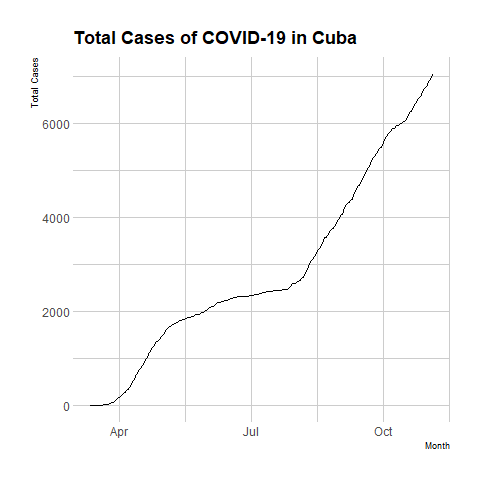 Total Cases of COVID-19 in Cuba
Total Cases
6000
4000
2000
0
Apr Jul Oct
Month